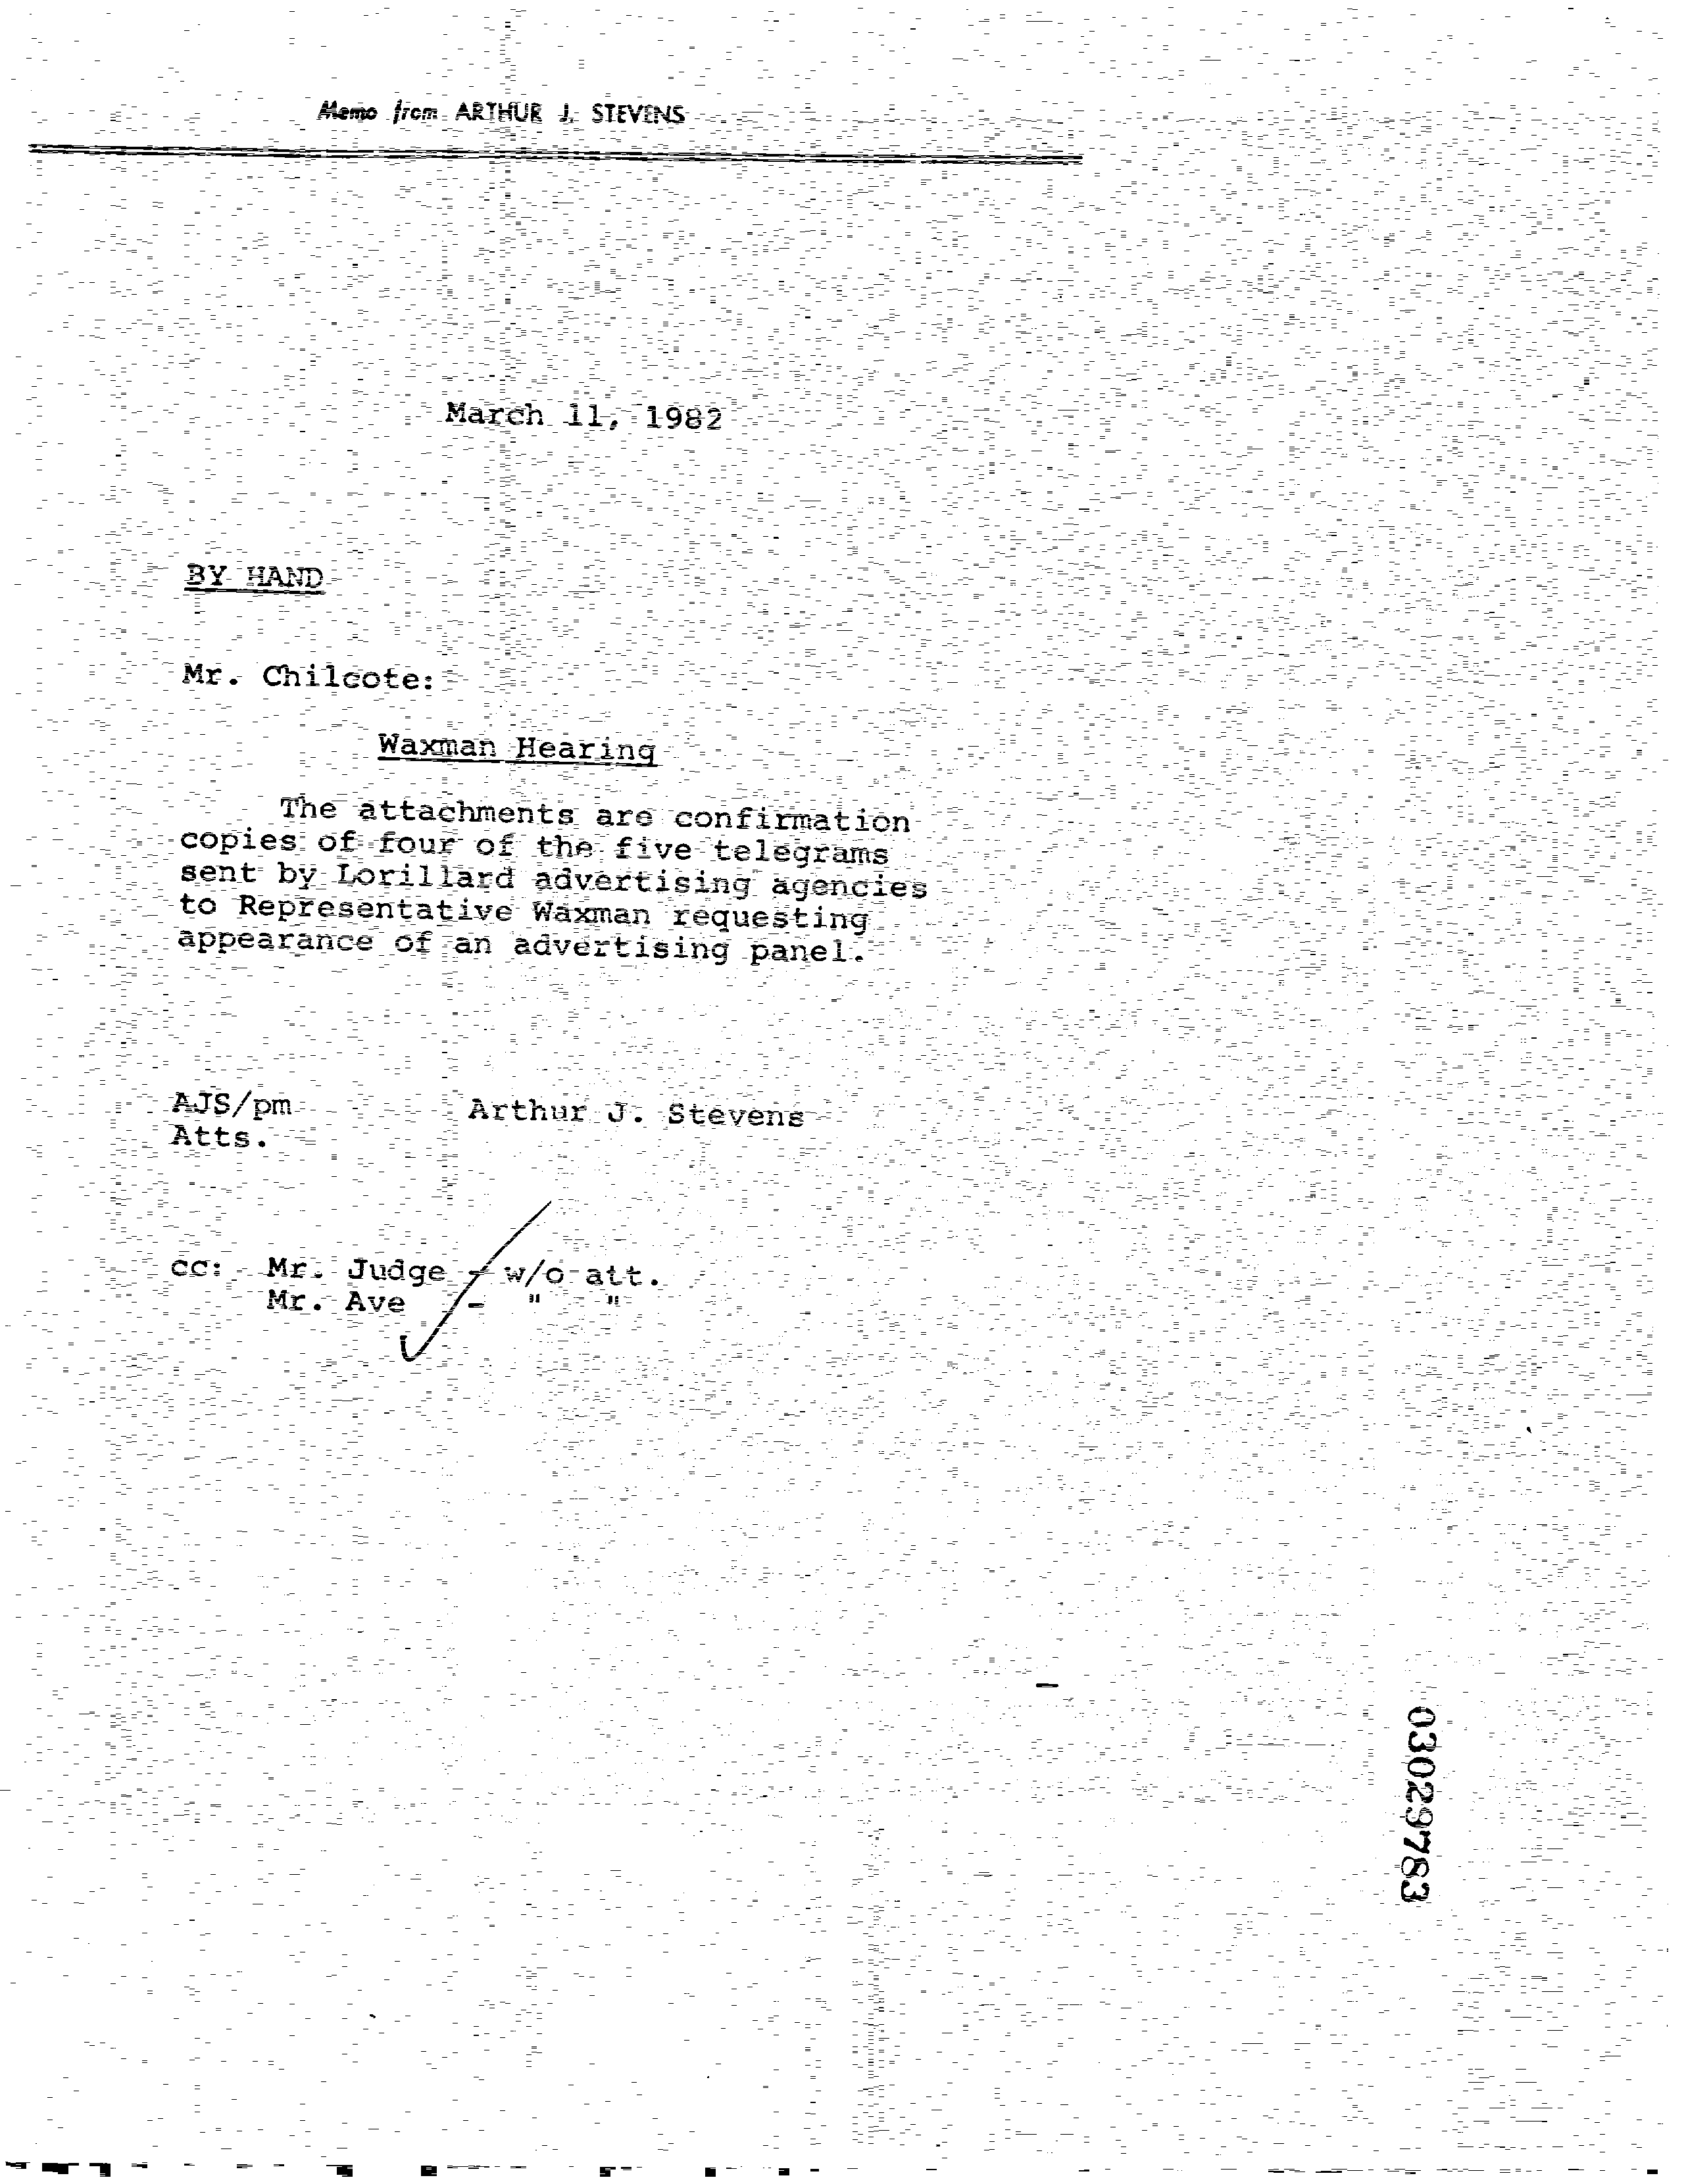 Memo from ARTHUR J. STEVENS
March 11, 1982
BY HAND
Mr. Chilcote:
Waxman Hearing
The attachments are confirmation
copies of four of the five telegrams
sent by Lorillard advertising agencies
to Representative Waxman requesting
appearance of an advertising panel.
AJS/pm Arthur J. Stevens
Atts.
cc: Mr. Judge - w/o att.
Mr. Ave - " "
03029783